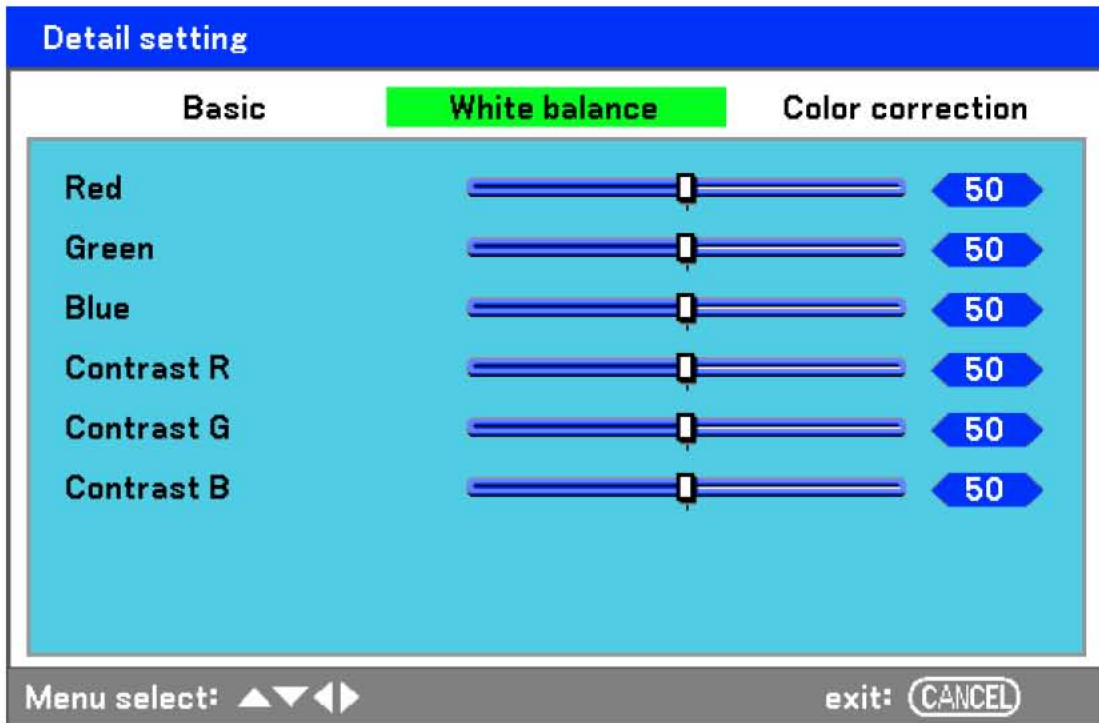 Detail setting
Basic White balance Color correction
Red 50
Green 50
Blue 50
Contrast R 50
Contrast G 50
Contrast B 50
Menu select: ▲▼◀▶ exit: CANCEL